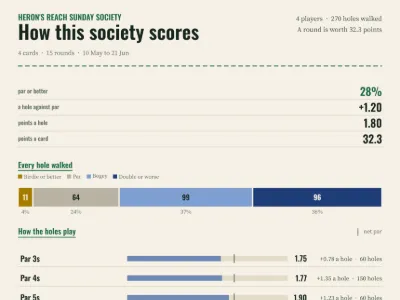 HERON'S REACH SUNDAY SOCIETY
How this society scores
4 cards · 15 rounds · 10 May to 21 Jun
4 players · 270 holes walked
A round is worth 32.3 points
par or better 28%
a hole against par +1.20
points a hole 1.80
points a card 32.3
Every hole walked
Birdie or better Par Bogey Double or worse
11 64 99 96
4% 24% 37% 36%
How the holes play
net par
Par 3s 1.75 +0.78 a hole · 60 holes
Par 4s 1.77 +1.35 a hole · 150 holes
Par 5s 1.90 +1.23 a hole · 60 holes